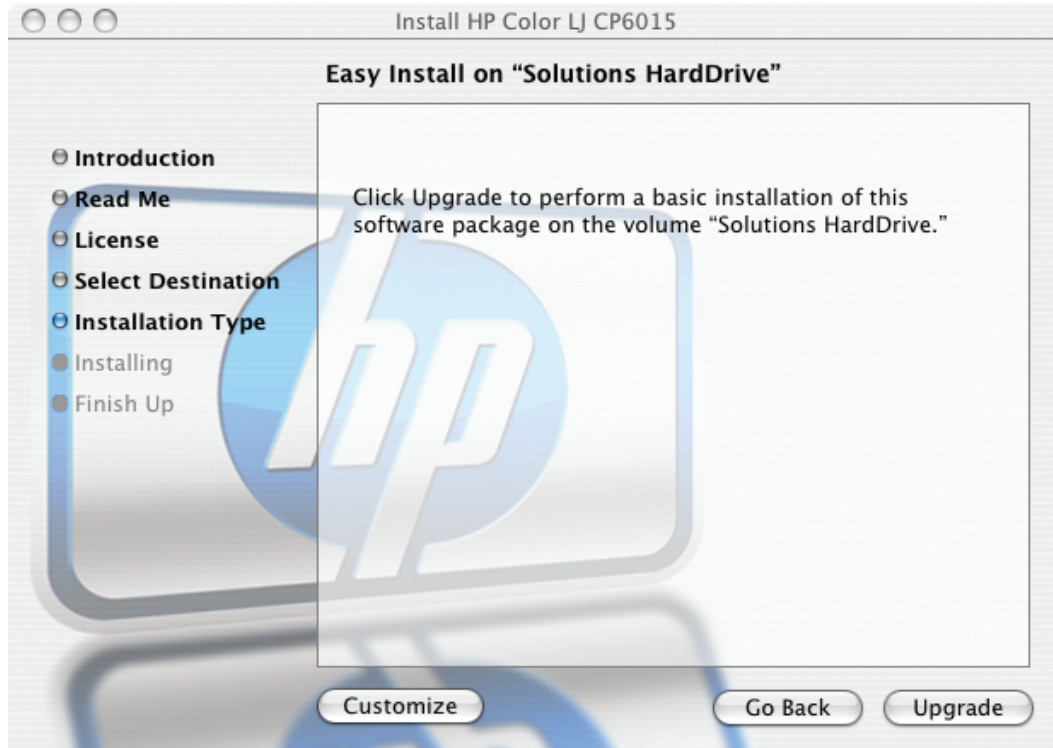 Install HP Color LJ CP6015
Easy Install on “Solutions HardDrive”
Introduction
Read Me
License
Select Destination
Installation Type
Installing
Finish Up
Click Upgrade to perform a basic installation of this
software package on the volume “Solutions HardDrive.”
hp
Customize
Go Back
Upgrade